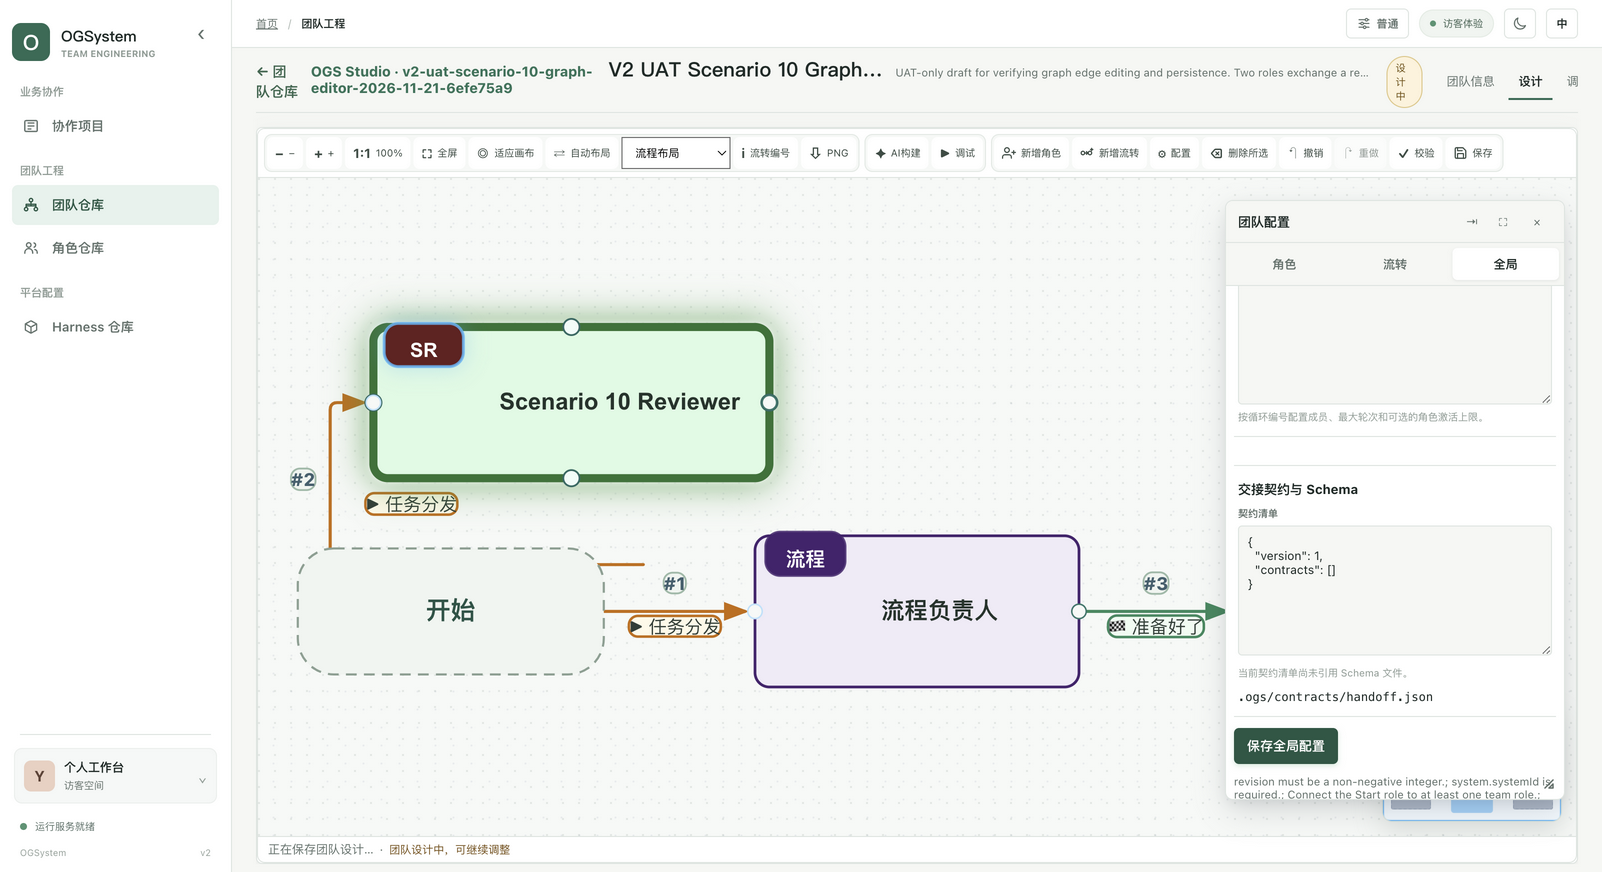 O
OGSystem
TEAM ENGINEERING
业务协作
协作项目
团队工程
团队仓库
角色仓库
平台配置
Harness 仓库
Y
个人工作台
访客空间
运行服务就绪
OGSystem
v2
首页 / 团队工程
普通
访客体验
中
← 团
队仓库
OGS Studio · v2-uat-scenario-10-graph-
editor-2026-11-21-6efe75a9
V2 UAT Scenario 10 Graph...
UAT-only draft for verifying graph edge editing and persistence. Two roles exchange a re...
设
计
中
团队信息
设计
调
− −
+ +
1:1 100%
全屏
适应画布
自动布局
流程布局
i 流转编号
PNG
AI构建
调试
新增角色
新增流转
配置
删除所选
撤销
重做
校验
保存
SR
Scenario 10 Reviewer
#2
▶ 任务分发
开始
#1
▶ 任务分发
流程
流程负责人
#3
准备好了
团队配置
角色
流转
全局
按循环编号配置成员、最大轮次和可选的角色激活上限。
交接契约与 Schema
契约清单
{
"version": 1,
"contracts": []
}
当前契约清单尚未引用 Schema 文件。
.ogs/contracts/handoff.json
保存全局配置
revision must be a non-negative integer.; system.systemId is
required.; Connect the Start role to at least one team role.;
正在保存团队设计... · 团队设计中，可继续调整